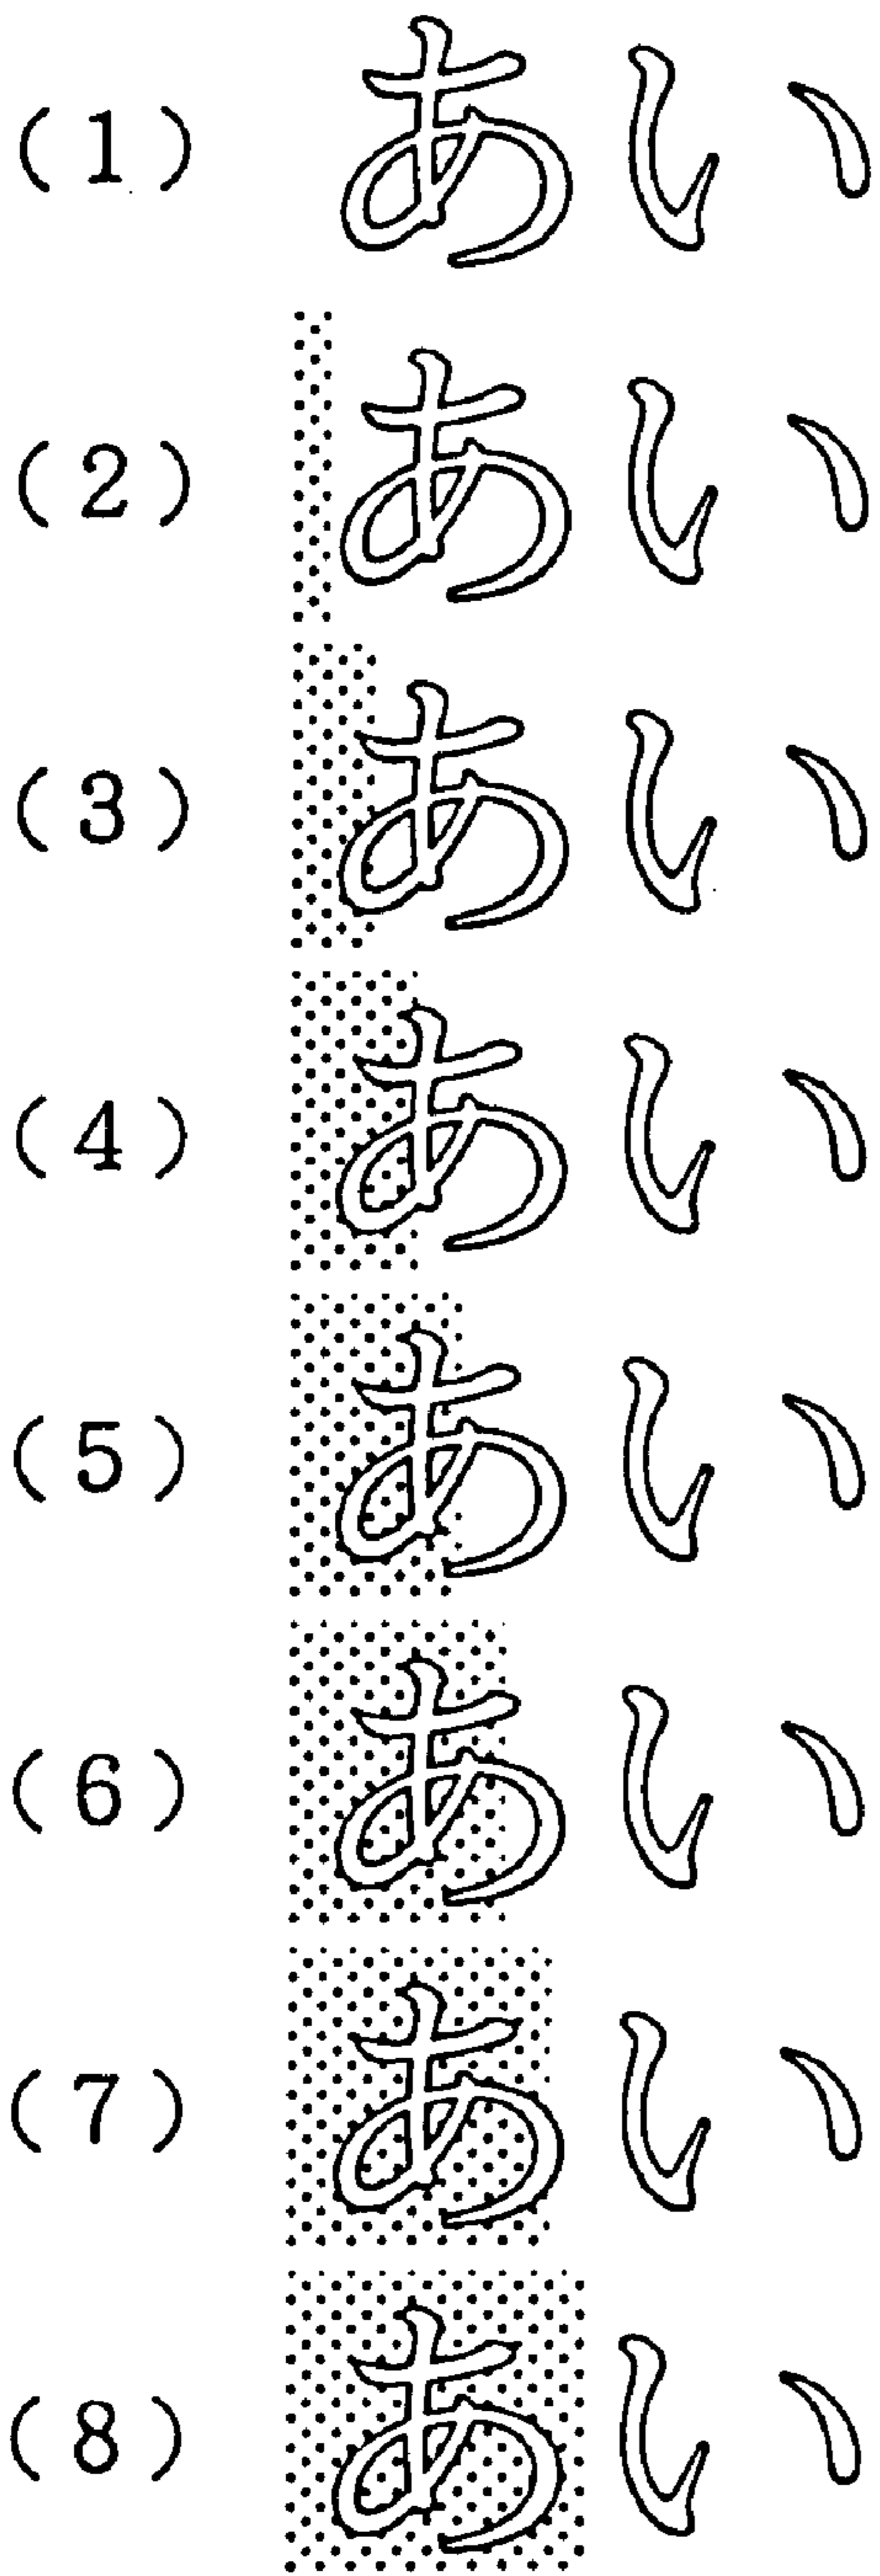 (1) あい
(2) あい
(3) あい
(4) あい
(5) あい
(6) あい
(7) あい
(8) あい